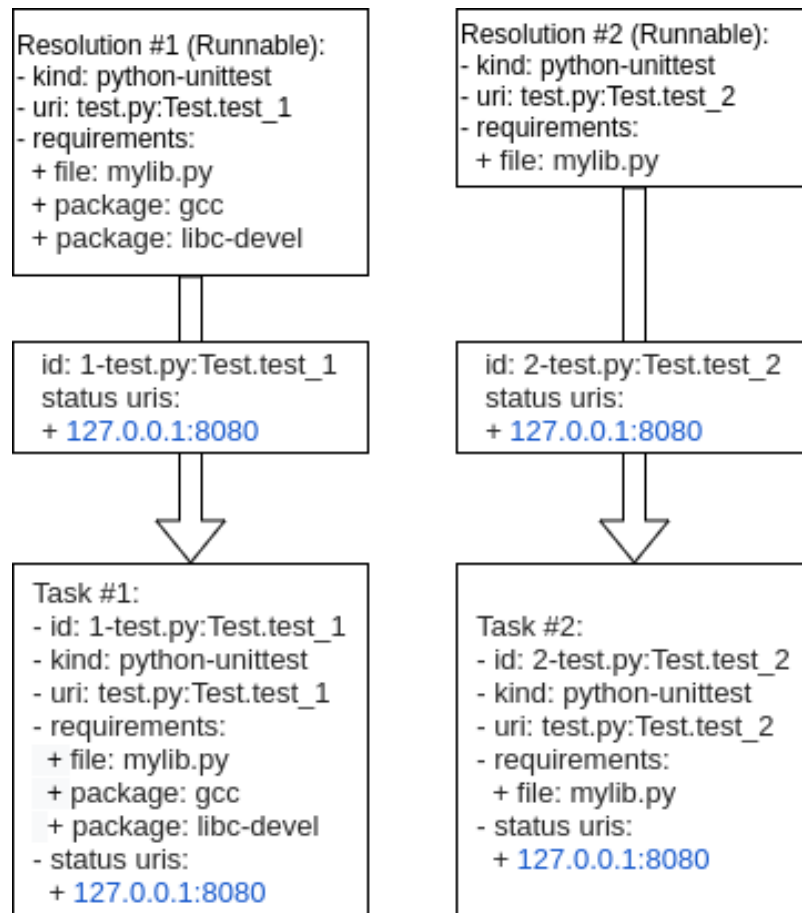 Resolution #1 (Runnable):
- kind: python-unittest
- uri: test.py:Test.test_1
- requirements:
+ file: mylib.py
+ package: gcc
+ package: libc-devel
id: 1-test.py:Test.test_1
status uris:
+ 127.0.0.1:8080
Task #1:
- id: 1-test.py:Test.test_1
- kind: python-unittest
- uri: test.py:Test.test_1
- requirements:
+ file: mylib.py
+ package: gcc
+ package: libc-devel
- status uris:
+ 127.0.0.1:8080
Resolution #2 (Runnable):
- kind: python-unittest
- uri: test.py:Test.test_2
- requirements:
+ file: mylib.py
id: 2-test.py:Test.test_2
status uris:
+ 127.0.0.1:8080
Task #2:
- id: 2-test.py:Test.test_2
- kind: python-unittest
- uri: test.py:Test.test_2
- requirements:
+ file: mylib.py
- status uris:
+ 127.0.0.1:8080